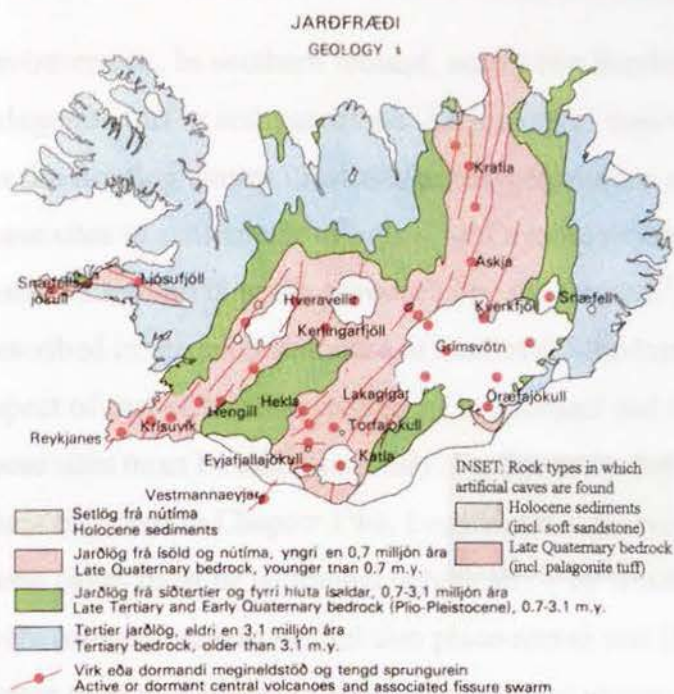 JARÐFRÆÐI
GEOLOGY
Krafla
Askja
Snæfells
jökull
Ljósufjöll
Hveravellir
Kerlingarfjöll
Kverkfjöll
Snæfell
Grímsvötn
Hengill
Hekla
Lakagígar
Öræfajökull
Krísuvík
Torfajökull
Reykjanes
Eyjafjallajökull
Katla
Vestmannaeyjar
INSET: Rock types in which
artificial caves are found
Holocene sediments
(incl. soft sandstone)
Late Quaternary bedrock
(incl. palagonite tuff)
Setlög frá nútíma
Holocene sediments
Jarðlög frá ísöld og nútíma, yngri en 0,7 milljón ára
Late Quaternary bedrock, younger than 0.7 m.y.
Jarðlög frá síðtertíer og fyrri hluta ísaldar, 0,7-3,1 milljón ára
Late Tertiary and Early Quaternary bedrock (Plio-Pleistocene), 0.7-3.1 m.y.
Tertíer jarðlög, eldri en 3,1 milljón ára
Tertiary bedrock, older than 3.1 m.y.
Virk eða dormandi megineldstöð og tengd sprungurein
Active or dormant central volcanoes and associated fissure swarm